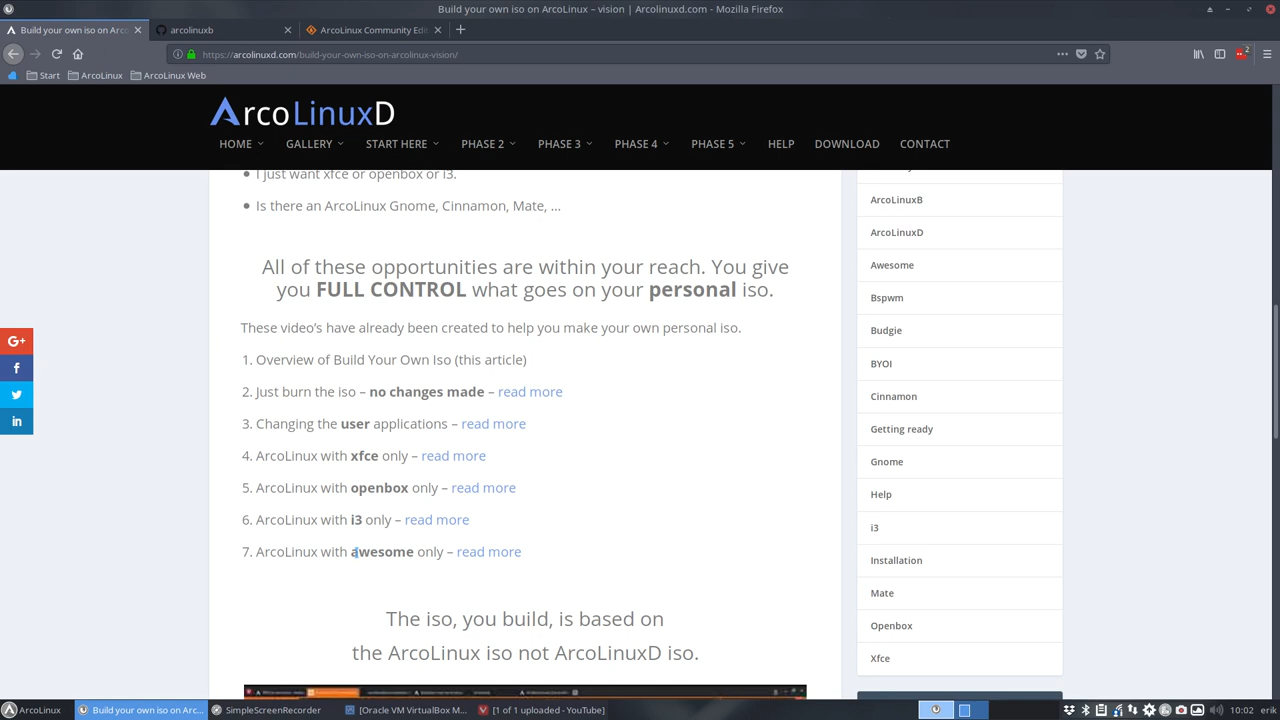 Build your own iso on ArcoLinux – vision | Arcolinuxd.com - Mozilla Firefox
Build your own iso on Arco
arcolinuxb
ArcoLinux Community Edit
https://arcolinuxd.com/build-your-own-iso-on-arcolinux-vision/
2
Start
ArcoLinux
ArcoLinux Web
ArcoLinuxD
HOME
GALLERY
START HERE
PHASE 2
PHASE 3
PHASE 4
PHASE 5
HELP
DOWNLOAD
CONTACT
• I just want xfce or openbox or i3.
• Is there an ArcoLinux Gnome, Cinnamon, Mate, ...
All of these opportunities are within your reach. You give
you FULL CONTROL what goes on your personal iso.
These video's have already been created to help you make your own personal iso.
1. Overview of Build Your Own Iso (this article)
2. Just burn the iso – no changes made – read more
3. Changing the user applications – read more
4. ArcoLinux with xfce only – read more
5. ArcoLinux with openbox only – read more
6. ArcoLinux with i3 only – read more
7. ArcoLinux with awesome only – read more
The iso, you build, is based on
the ArcoLinux iso not ArcoLinuxD iso.
ArcoLinuxB
ArcoLinuxD
Awesome
Bspwm
Budgie
BYOI
Cinnamon
Getting ready
Gnome
Help
i3
Installation
Mate
Openbox
Xfce
G+
f
in
ArcoLinux
Build your own iso on Arc...
SimpleScreenRecorder
[Oracle VM VirtualBox M...
[1 of 1 uploaded - YouTube]
10:02
erik